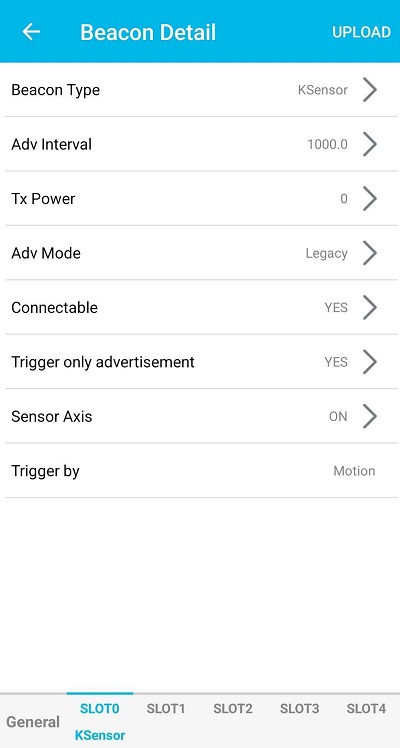 Beacon Detail UPLOAD
Beacon Type KSensor
Adv Interval 1000.0
Tx Power 0
Adv Mode Legacy
Connectable YES
Trigger only advertisement YES
Sensor Axis ON
Trigger by Motion
General SLOT0 SLOT1 SLOT2 SLOT3 SLOT4
KSensor